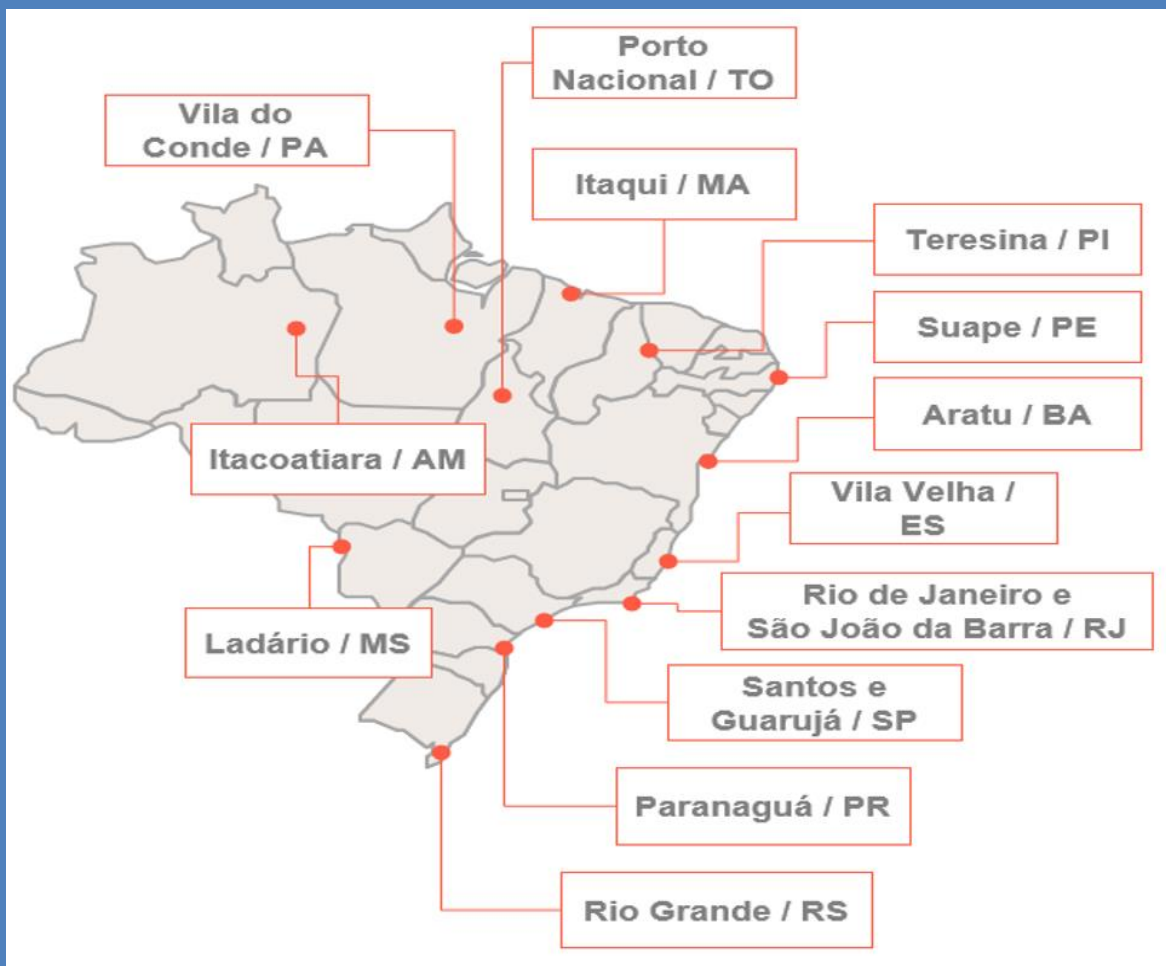 Porto
Nacional / TO
Vila do
Conde / PA
Itaqui / MA
Teresina / PI
Suape / PE
Aratu / BA
Itacoatiara / AM
Vila Velha /
ES
Rio de Janeiro e
São João da Barra / RJ
Ladário / MS
Santos e
Guarujá / SP
Paranaguá / PR
Rio Grande / RS